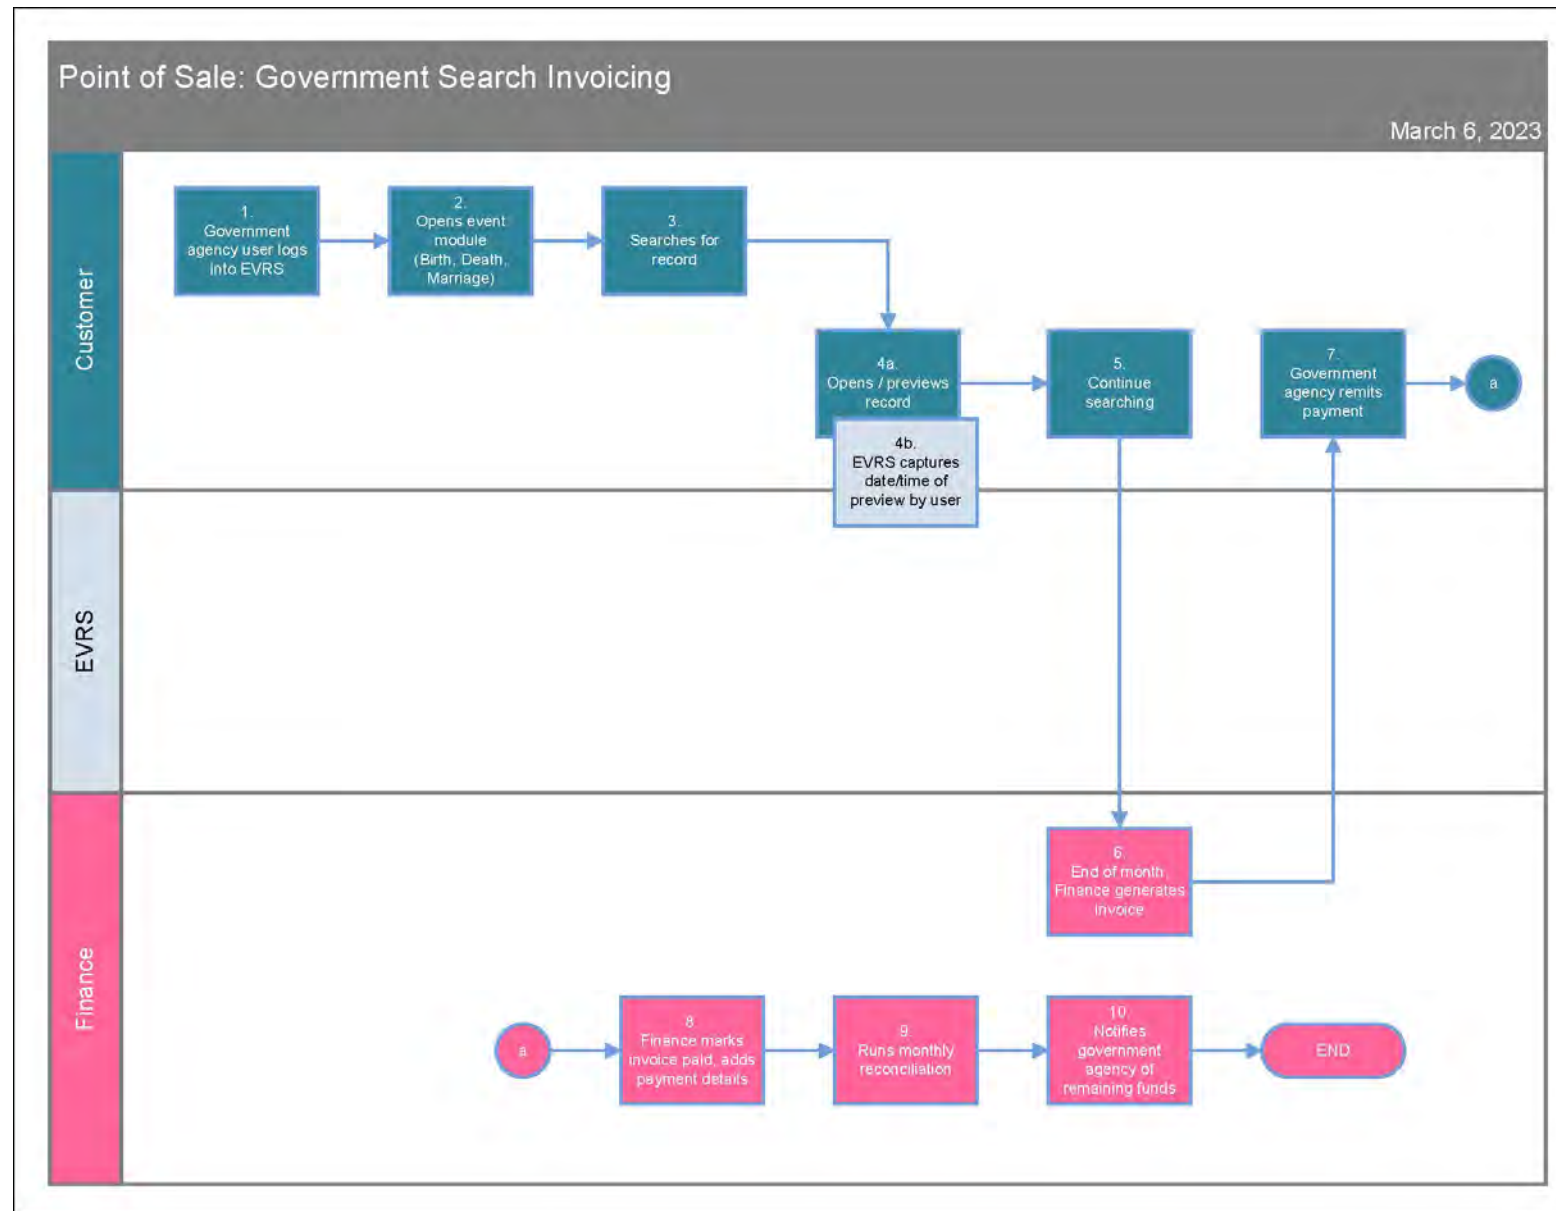 Point of Sale: Government Search Invoicing
March 6, 2023
Customer
1.
Government
agency user logs
into EVRS
2.
Opens event
module
(Birth, Death,
Marriage)
3.
Searches for
record
4a.
Opens / previews
record
4b.
EVRS captures
date/time of
preview by user
5.
Continue
searching
7.
Government
agency remits
payment
a
EVRS
Finance
6.
End of month,
Finance generates
invoice
a
8.
Finance marks
invoice paid, adds
payment details
9.
Runs monthly
reconciliation
10.
Notifies
government
agency of
remaining funds
END